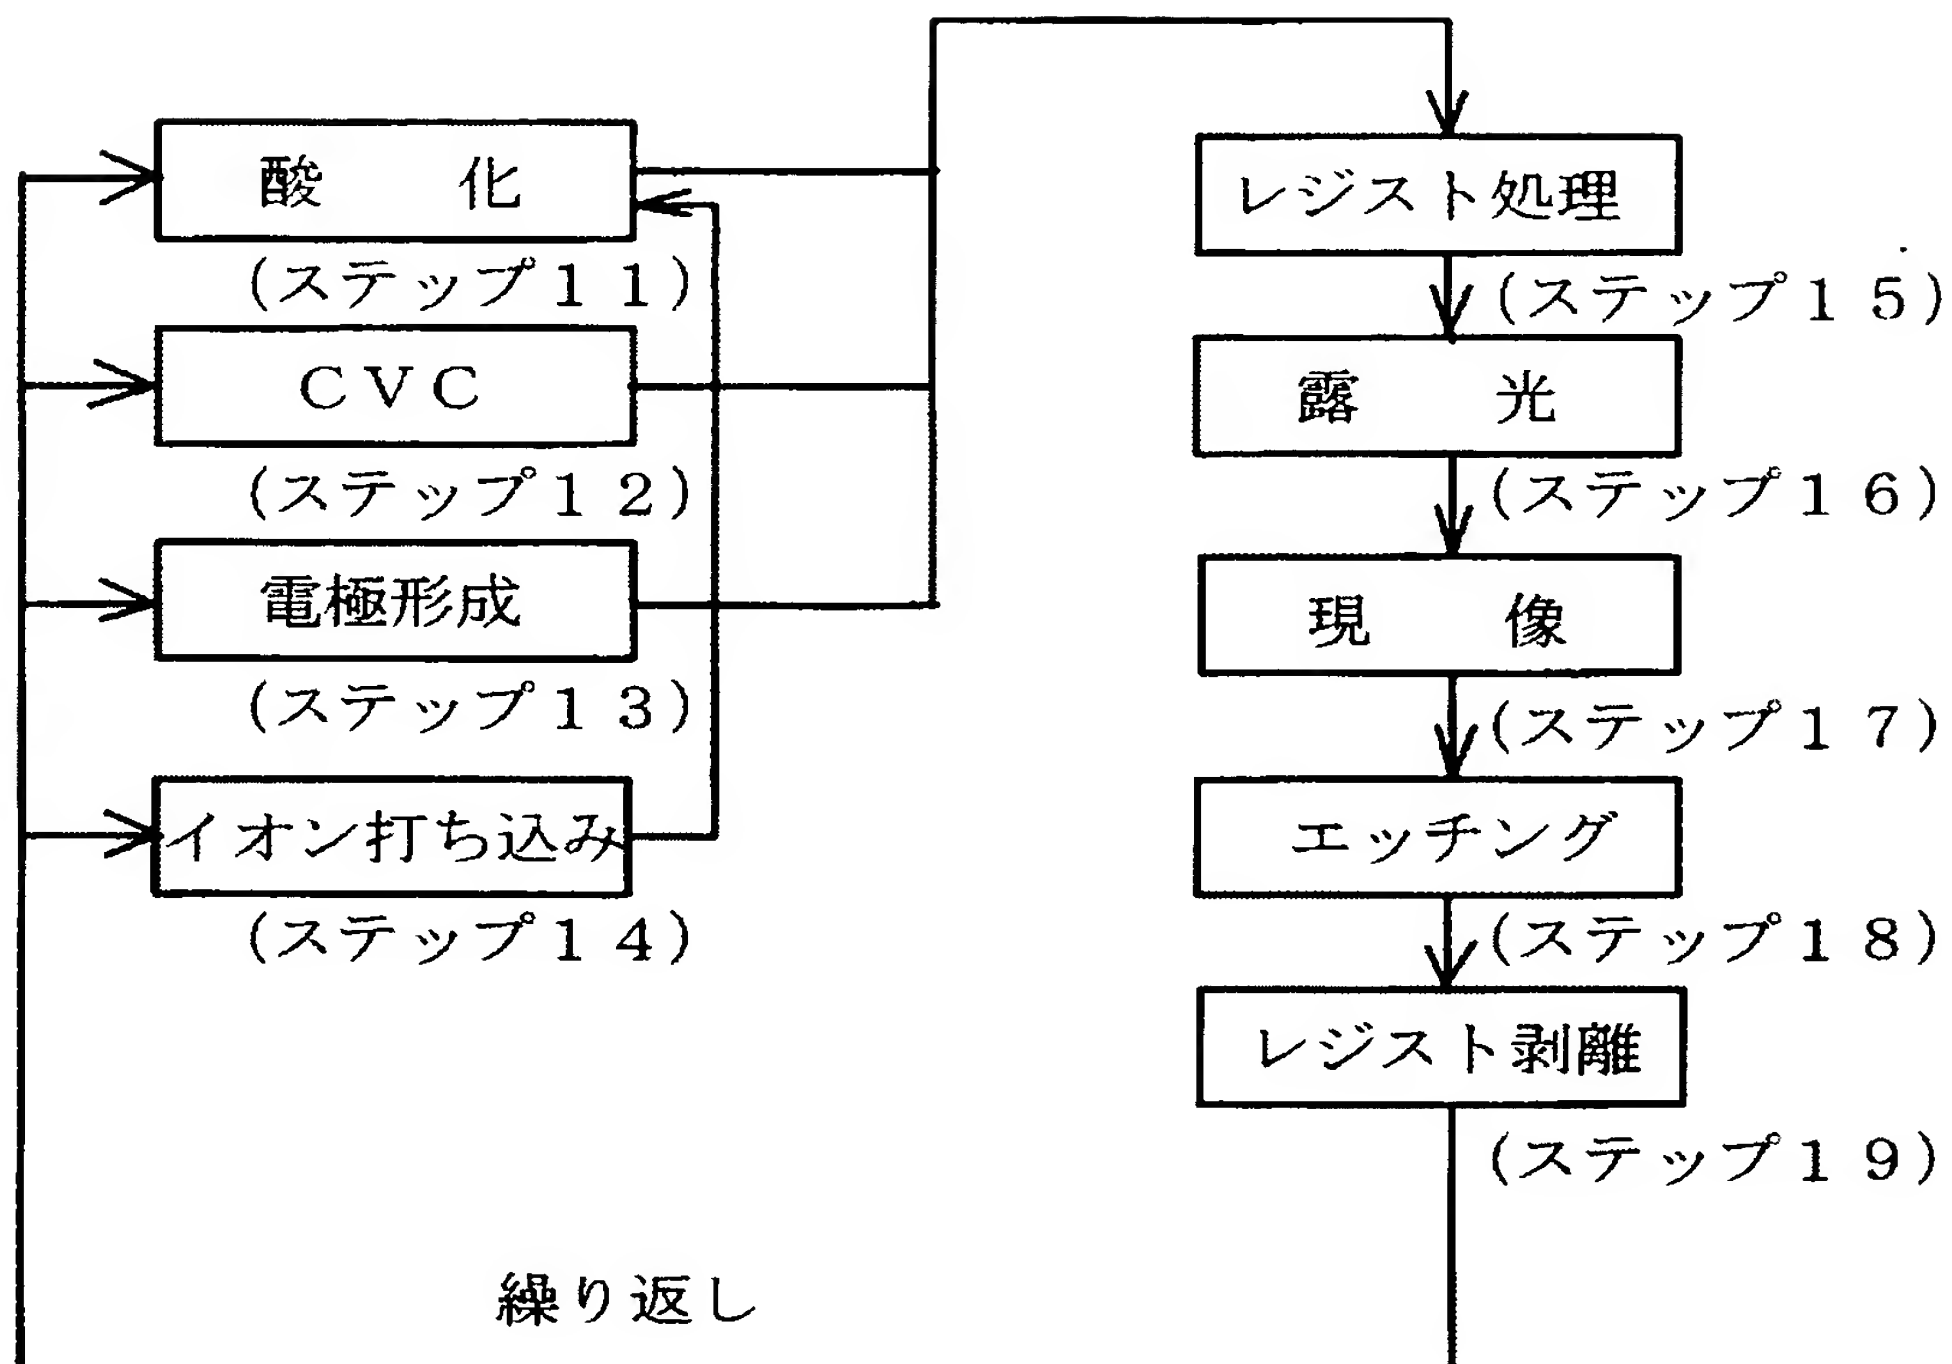 酸　化
(ステップ１１)
ＣＶＣ
(ステップ１２)
電極形成
(ステップ１３)
イオン打ち込み
(ステップ１４)
レジスト処理
(ステップ１５)
露　光
(ステップ１６)
現　像
(ステップ１７)
エッチング
(ステップ１８)
レジスト剥離
(ステップ１９)
繰り返し